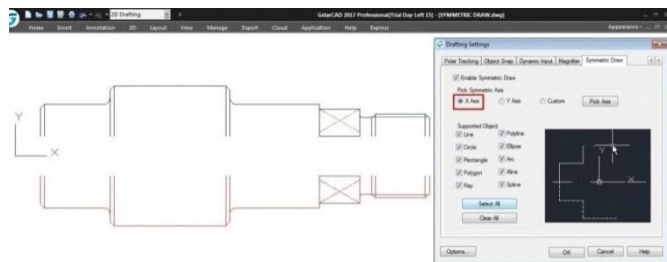 2D Drafting
GstarCAD 2017 Professional(Trial Day Left 15) - [SYMMETRIC DRAW.dwg]
Home Insert Annotation 3D Layout View Manage Export Cloud Application Help Express
Appearance
Drafting Settings
Polar Tracking Object Snap Dynamic Input Magnifier Symmetric Draw
Enable Symmetric Draw
Pick Symmetric Axis
X Axis Y Axis Custom Pick Axis
Supported Object
Line Polyline
Circle Ellipse
Rectangle Arc
Polygon Xline
Ray Spline
Select All
Clear All
Options... OK Cancel Help
Y
X
Y
X